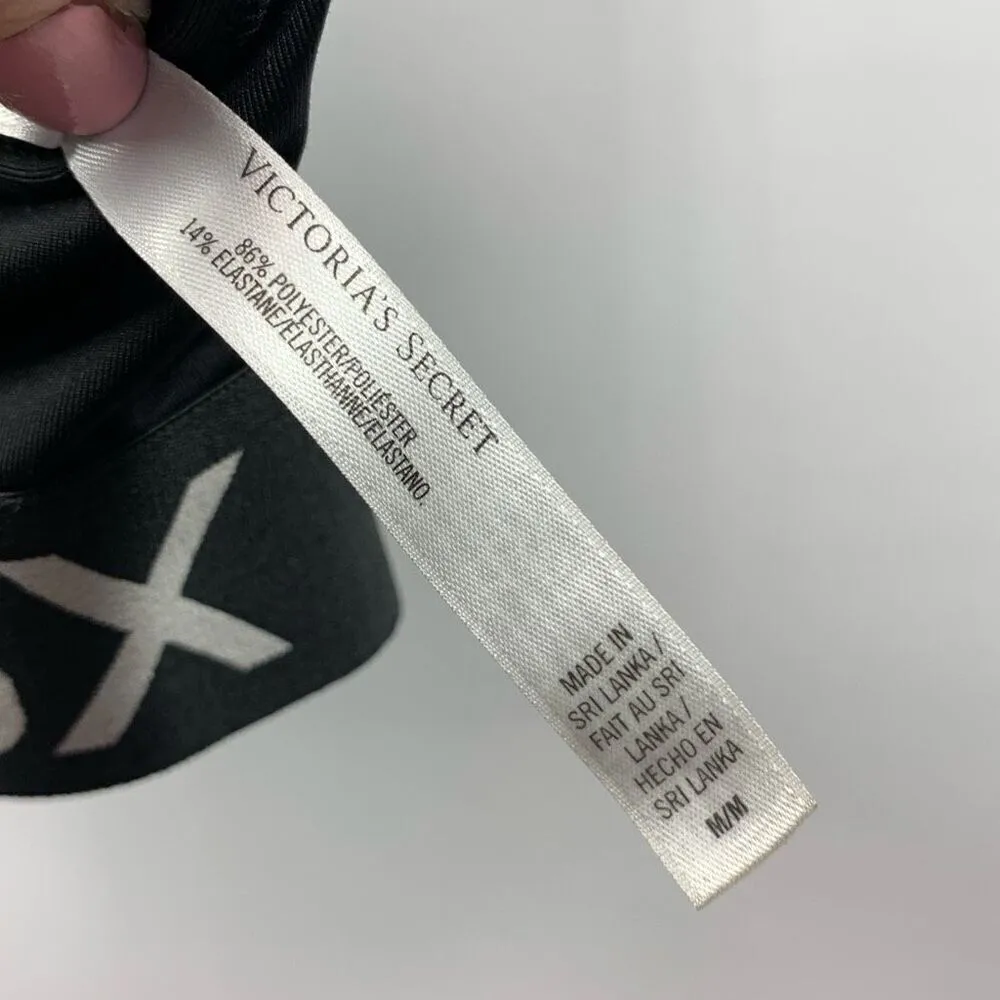 VICTORIA'S SECRET
86% POLYESTER/POLIÉSTER
14% ELASTANE/ÉLASTHANNE/ELASTANO.
MADE IN
SRI LANKA /
FAIT AU SRI
LANKA /
HECHO EN
SRI LANKA
M/M
X